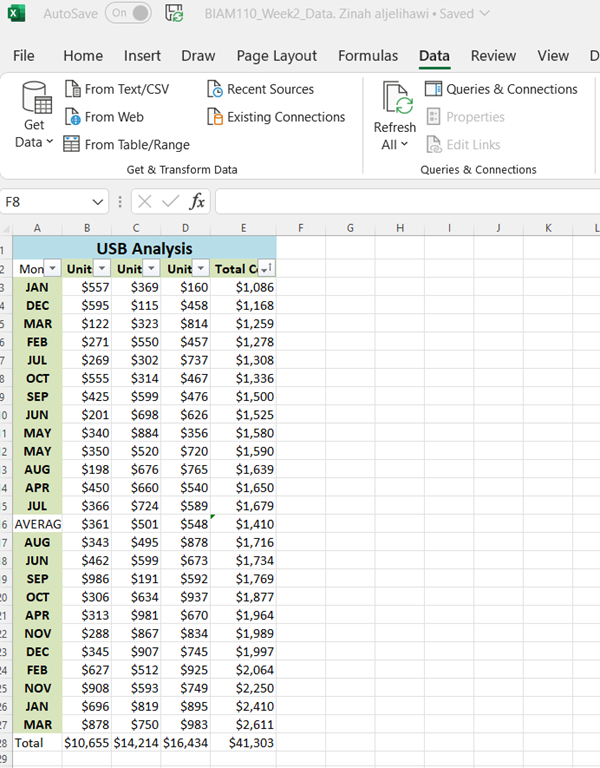 AutoSave On BIAM110_Week2_Data. Zinah aljelihawi • Saved
File Home Insert Draw Page Layout Formulas Data Review View D
Get Data
From Text/CSV
From Web
From Table/Range
Recent Sources
Existing Connections
Get & Transform Data
Refresh All
Queries & Connections
Properties
Edit Links
Queries & Connections
F8 fx
A B C D E F G H I J K L
1 USB Analysis
2 Mon Unit Unit Unit Total C
3 JAN $557 $369 $160 $1,086
4 DEC $595 $115 $458 $1,168
5 MAR $122 $323 $814 $1,259
6 FEB $271 $550 $457 $1,278
7 JUL $269 $302 $737 $1,308
8 OCT $555 $314 $467 $1,336
9 SEP $425 $599 $476 $1,500
0 JUN $201 $698 $626 $1,525
1 MAY $340 $884 $356 $1,580
2 MAY $350 $520 $720 $1,590
3 AUG $198 $676 $765 $1,639
4 APR $450 $660 $540 $1,650
5 JUL $366 $724 $589 $1,679
6 AVERAG $361 $501 $548 $1,410
7 AUG $343 $495 $878 $1,716
8 JUN $462 $599 $673 $1,734
9 SEP $986 $191 $592 $1,769
20 OCT $306 $634 $937 $1,877
21 APR $313 $981 $670 $1,964
22 NOV $288 $867 $834 $1,989
23 DEC $345 $907 $745 $1,997
24 FEB $627 $512 $925 $2,064
25 NOV $908 $593 $749 $2,250
26 JAN $696 $819 $895 $2,410
27 MAR $878 $750 $983 $2,611
28 Total $10,655 $14,214 $16,434 $41,303
29